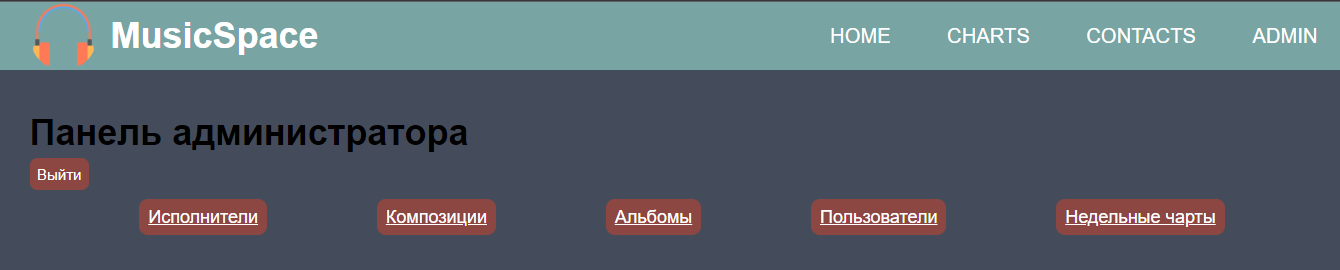 MusicSpace HOME CHARTS CONTACTS ADMIN
Панель администратора
Выйти
Исполнители Композиции Альбомы Пользователи Недельные чарты